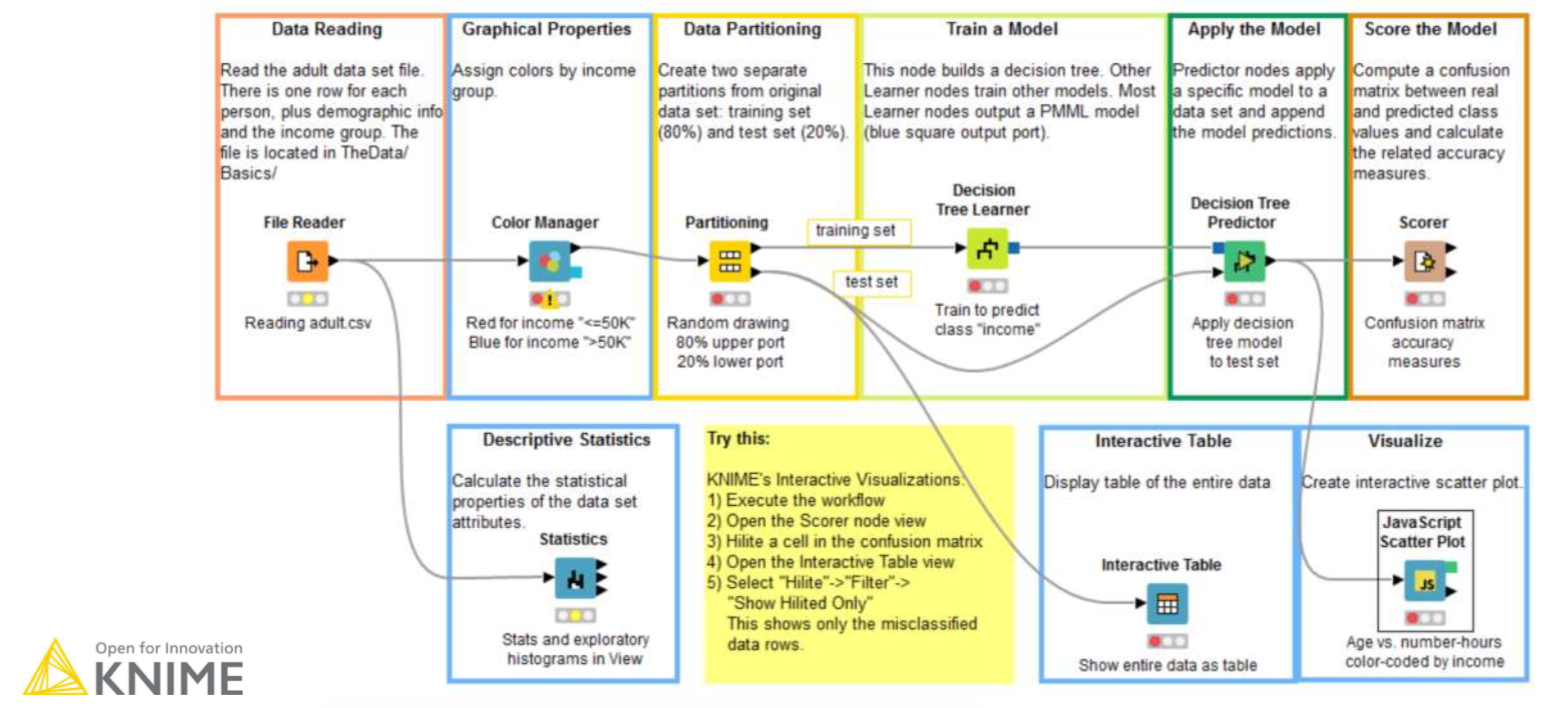 Data Reading
Read the adult data set file.
There is one row for each
person, plus demographic info
and the income group. The
file is located in TheData/
Basics/
File Reader
Reading adult.csv
Graphical Properties
Assign colors by income
group.
Color Manager
Red for income "<=50K"
Blue for income ">50K"
Data Partitioning
Create two separate
partitions from original
data set: training set
(80%) and test set (20%).
Partitioning
Random drawing
80% upper port
20% lower port
training set
test set
Train a Model
This node builds a decision tree. Other
Learner nodes train other models. Most
Learner nodes output a PMML model
(blue square output port).
Decision
Tree Learner
Train to predict
class "income"
Apply the Model
Predictor nodes apply
a specific model to a
data set and append
the model predictions.
Decision Tree
Predictor
Apply decision
tree model
to test set
Score the Model
Compute a confusion
matrix between real
and predicted class
values and calculate
the related accuracy
measures.
Scorer
Confusion matrix
accuracy
measures
Descriptive Statistics
Calculate the statistical
properties of the data set
attributes.
Statistics
Stats and exploratory
histograms in View
Try this:
KNIME's Interactive Visualizations:
1) Execute the workflow
2) Open the Scorer node view
3) Hilite a cell in the confusion matrix
4) Open the Interactive Table view
5) Select "Hilite"->"Filter"->
"Show Hilited Only"
This shows only the misclassified
data rows.
Interactive Table
Display table of the entire data
Interactive Table
Show entire data as table
Visualize
Create interactive scatter plot.
JavaScript
Scatter Plot
JS
Age vs. number-hours
color-coded by income
Open for Innovation
KNIME